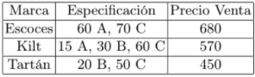 Marca Especificación Precio Venta
Escoces 60 A, 70 C 680
Kilt 15 A, 30 B, 60 C 570
Tartán 20 B, 50 C 450